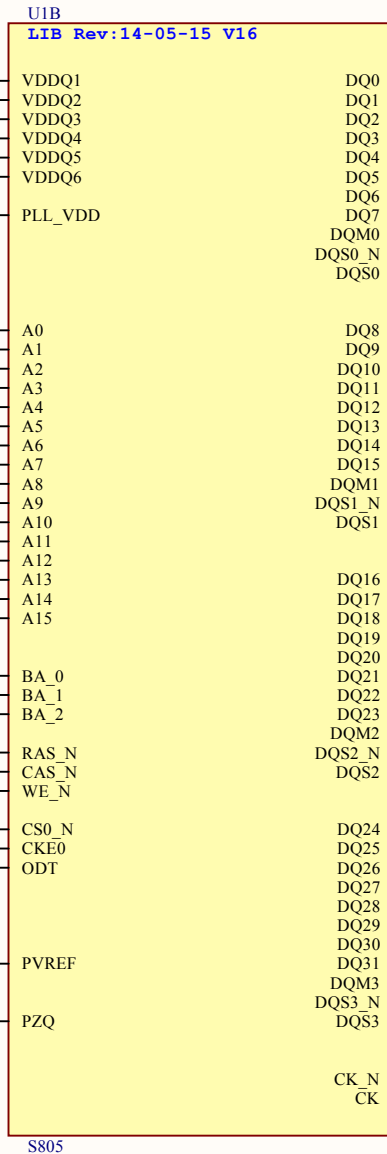 U1B
LIB Rev:14-05-15 V16
VDDQ1 DQ0
VDDQ2 DQ1
VDDQ3 DQ2
VDDQ4 DQ3
VDDQ5 DQ4
VDDQ6 DQ5
DQ6
PLL_VDD DQ7
DQM0
DQS0_N
DQS0
A0 DQ8
A1 DQ9
A2 DQ10
A3 DQ11
A4 DQ12
A5 DQ13
A6 DQ14
A7 DQ15
A8 DQM1
A9 DQS1_N
A10 DQS1
A11
A12
A13 DQ16
A14 DQ17
A15 DQ18
DQ19
DQ20
BA_0 DQ21
BA_1 DQ22
BA_2 DQ23
DQM2
RAS_N DQS2_N
CAS_N DQS2
WE_N
CS0_N DQ24
CKE0 DQ25
ODT DQ26
DQ27
DQ28
DQ29
DQ30
PVREF DQ31
DQM3
DQS3_N
PZQ DQS3
CK_N
CK
S805